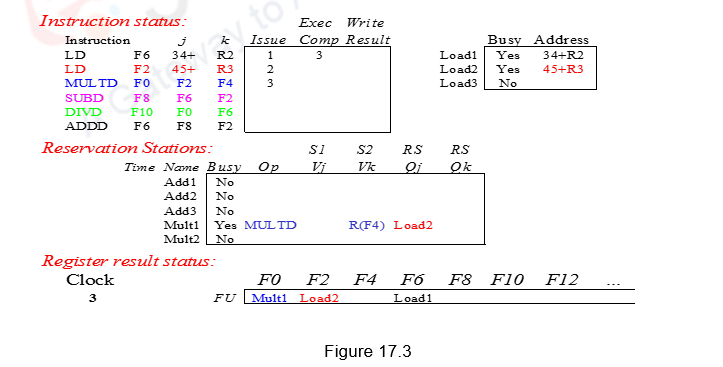 Instruction status: Exec Write
Instruction j k Issue Comp Result Busy Address
LD F6 34+ R2 1 3 Load1 Yes 34+R2
LD F2 45+ R3 2 Load2 Yes 45+R3
MULTD F0 F2 F4 3 Load3 No
SUBD F8 F6 F2
DIVD F10 F0 F6
ADDD F6 F8 F2
Reservation Stations: S1 S2 RS RS
Time Name Busy Op Vj Vk Qj Qk
Add1 No
Add2 No
Add3 No
Mult1 Yes MULTD R(F4) Load2
Mult2 No
Register result status:
Clock F0 F2 F4 F6 F8 F10 F12 ...
3 FU Mult1 Load2 Load1
Figure 17.3